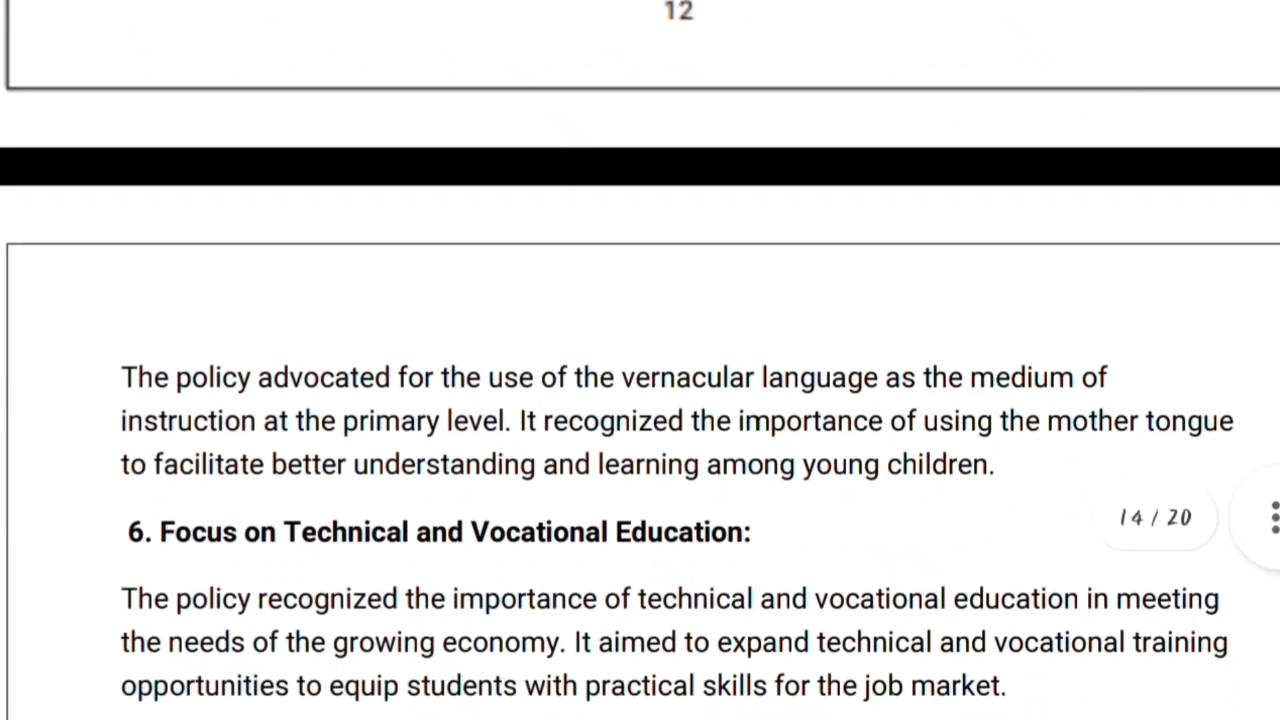 12
The policy advocated for the use of the vernacular language as the medium of
instruction at the primary level. It recognized the importance of using the mother tongue
to facilitate better understanding and learning among young children.
6. Focus on Technical and Vocational Education:
14 / 20
The policy recognized the importance of technical and vocational education in meeting
the needs of the growing economy. It aimed to expand technical and vocational training
opportunities to equip students with practical skills for the job market.